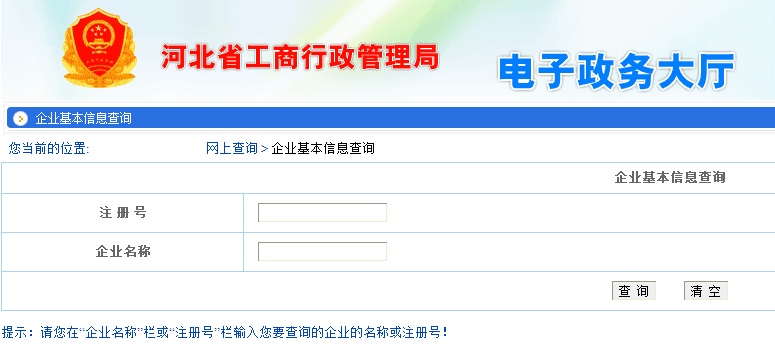 河北省工商行政管理局
电子政务大厅
企业基本信息查询
您当前的位置: 网上查询 > 企业基本信息查询
企业基本信息查询
注 册 号
企业名称
查 询 清 空
提示：请您在“企业名称”栏或“注册号”栏输入您要查询的企业的名称或注册号！